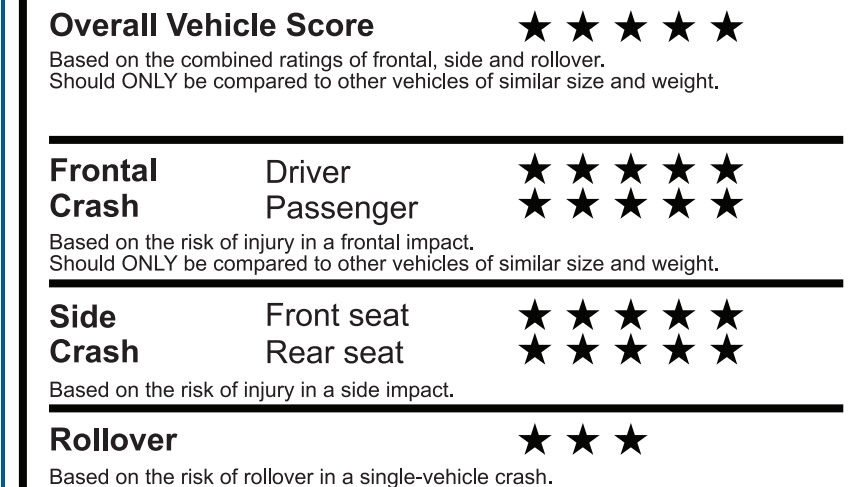 Overall Vehicle Score ★ ★ ★ ★ ★
Based on the combined ratings of frontal, side and rollover.
Should ONLY be compared to other vehicles of similar size and weight.
Frontal Driver ★ ★ ★ ★ ★
Crash Passenger ★ ★ ★ ★ ★
Based on the risk of injury in a frontal impact.
Should ONLY be compared to other vehicles of similar size and weight.
Side Front seat ★ ★ ★ ★ ★
Crash Rear seat ★ ★ ★ ★ ★
Based on the risk of injury in a side impact.
Rollover ★ ★ ★
Based on the risk of rollover in a single-vehicle crash.